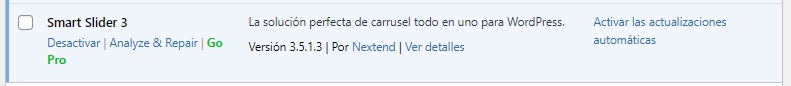 Smart Slider 3
Desactivar | Analyze & Repair | Go
Pro
La solución perfecta de carrusel todo en uno para WordPress.
Versión 3.5.1.3 | Por Nextend | Ver detalles
Activar las actualizaciones
automáticas